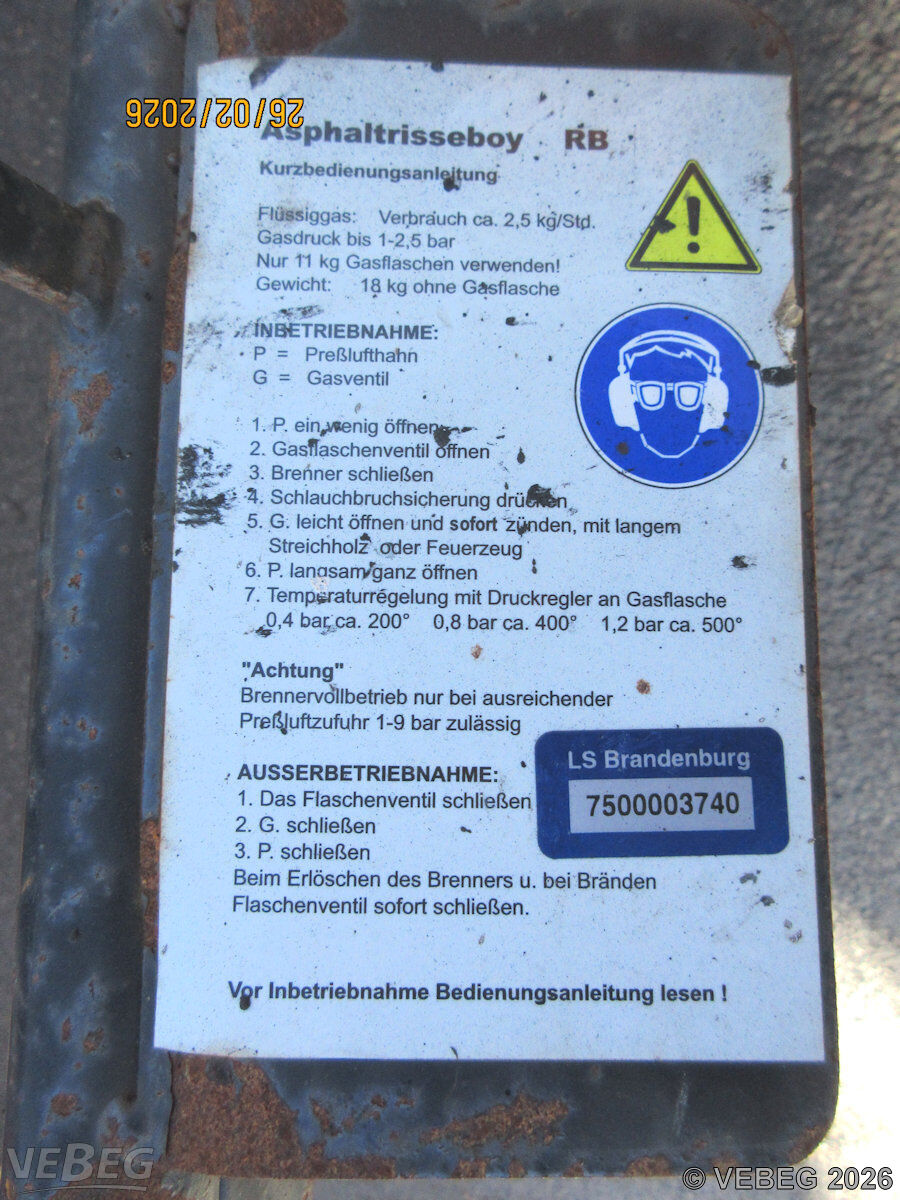 26/02/2026
Asphaltrisseboy RB
Kurzbedienungsanleitung
Flüssiggas: Verbrauch ca. 2,5 kg/Std.
Gasdruck bis 1-2,5 bar
Nur 11 kg Gasflaschen verwenden!
Gewicht: 18 kg ohne Gasflasche
INBETRIEBNAHME:
P = Preßlufthahn
G = Gasventil
1. P. ein wenig öffnen
2. Gasflaschenventil öffnen
3. Brenner schließen
4. Schlauchbruchsicherung drücken
5. G. leicht öffnen und sofort zünden, mit langem
Streichholz oder Feuerzeug
6. P. langsam ganz öffnen
7. Temperaturregelung mit Druckregler an Gasflasche
0,4 bar ca. 200° 0,8 bar ca. 400° 1,2 bar ca. 500°
"Achtung"
Brennervollbetrieb nur bei ausreichender
Preßluftzufuhr 1-9 bar zulässig
LS Brandenburg
7500003740
AUSSERBETRIEBNAHME:
1. Das Flaschenventil schließen
2. G. schließen
3. P. schließen
Beim Erlöschen des Brenners u. bei Bränden
Flaschenventil sofort schließen.
Vor Inbetriebnahme Bedienungsanleitung lesen !
VEBEG
© VEBEG 2026